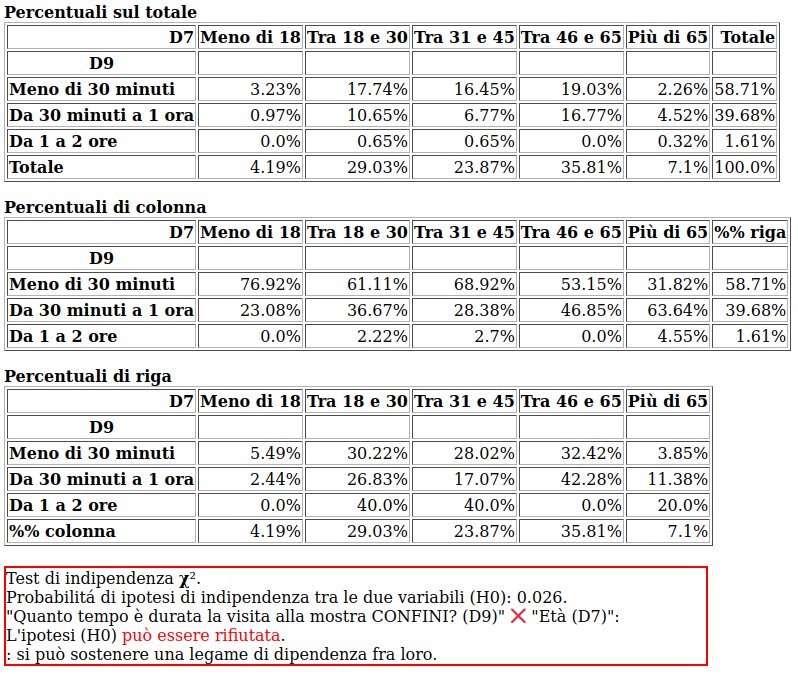 Percentuali sul totale
D7 Meno di 18 Tra 18 e 30 Tra 31 e 45 Tra 46 e 65 Più di 65 Totale
D9
Meno di 30 minuti 3.23% 17.74% 16.45% 19.03% 2.26% 58.71%
Da 30 minuti a 1 ora 0.97% 10.65% 6.77% 16.77% 4.52% 39.68%
Da 1 a 2 ore 0.0% 0.65% 0.65% 0.0% 0.32% 1.61%
Totale 4.19% 29.03% 23.87% 35.81% 7.1% 100.0%
Percentuali di colonna
D7 Meno di 18 Tra 18 e 30 Tra 31 e 45 Tra 46 e 65 Più di 65 %% riga
D9
Meno di 30 minuti 76.92% 61.11% 68.92% 53.15% 31.82% 58.71%
Da 30 minuti a 1 ora 23.08% 36.67% 28.38% 46.85% 63.64% 39.68%
Da 1 a 2 ore 0.0% 2.22% 2.7% 0.0% 4.55% 1.61%
Percentuali di riga
D7 Meno di 18 Tra 18 e 30 Tra 31 e 45 Tra 46 e 65 Più di 65
D9
Meno di 30 minuti 5.49% 30.22% 28.02% 32.42% 3.85%
Da 30 minuti a 1 ora 2.44% 26.83% 17.07% 42.28% 11.38%
Da 1 a 2 ore 0.0% 40.0% 40.0% 0.0% 20.0%
%% colonna 4.19% 29.03% 23.87% 35.81% 7.1%
Test di indipendenza χ².
Probabilitá di ipotesi di indipendenza tra le due variabili (H0): 0.026.
"Quanto tempo è durata la visita alla mostra CONFINI? (D9)" ❌ "Età (D7)":
L'ipotesi (H0) può essere rifiutata.
: si può sostenere una legame di dipendenza fra loro.